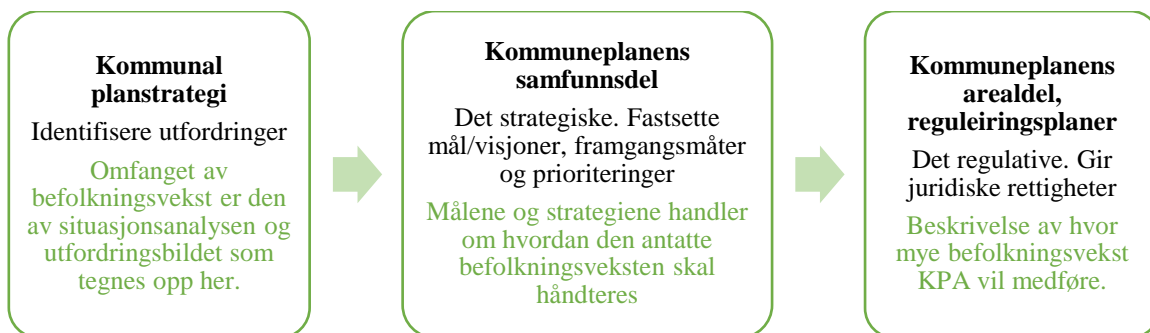 Kommunal
planstrategi
Identifisere utfordringer
Omfanget av
befolkningsvekst er den
av situasjonsanalysen og
utfordringsbildet som
tegnes opp her.
Kommuneplanens
samfunnsdel
Det strategiske. Fastsette
mål/visjoner, framgangsmåter
og prioriteringer
Målene og strategiene handler
om hvordan den antatte
befolkningsveksten skal
håndteres
Kommuneplanens
arealdel,
reguleiringsplaner
Det regulative. Gir
juridiske rettigheter
Beskrivelse av hvor
mye befolkningsvekst
KPA vil medføre.